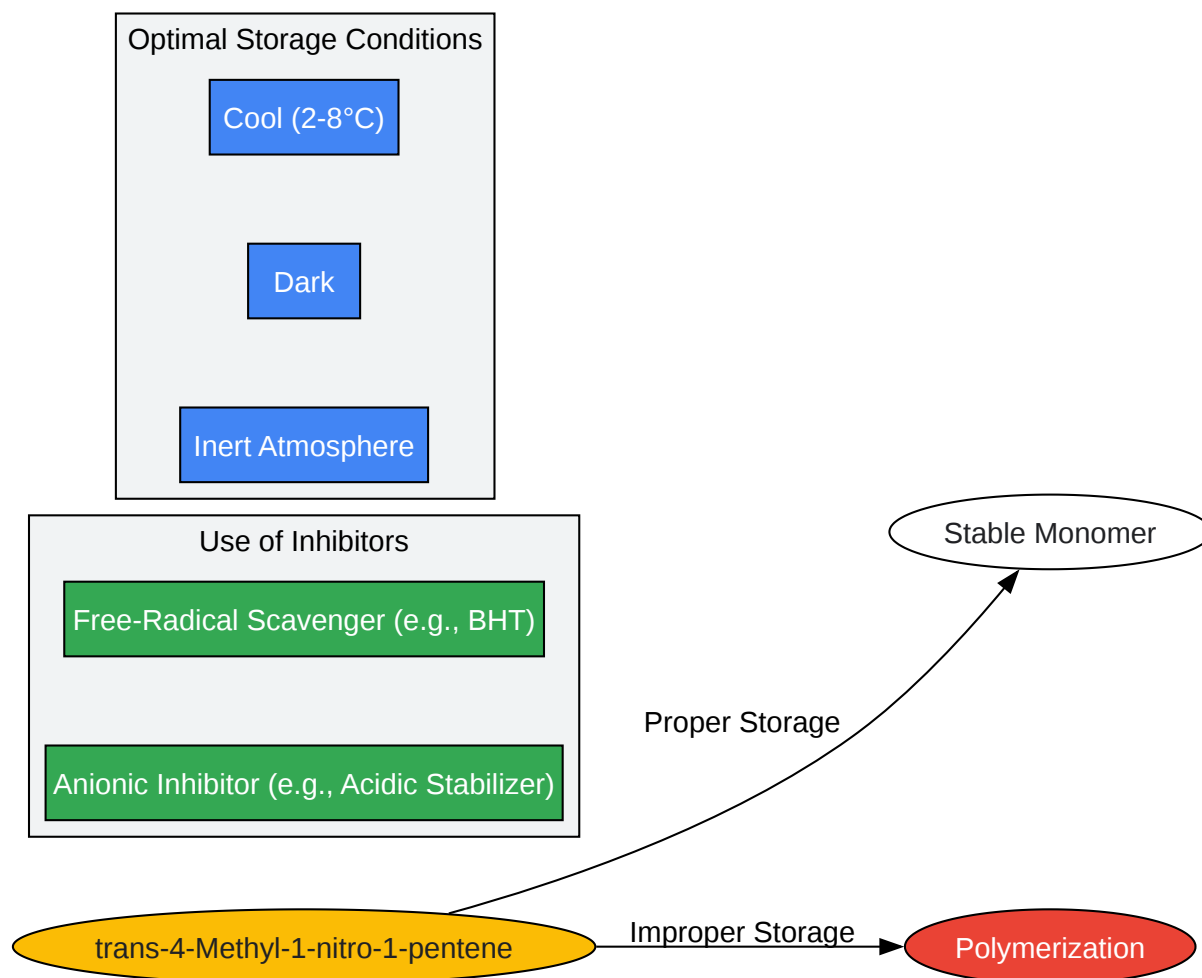 Optimal Storage Conditions
Cool (2-8°C)
Dark
Inert Atmosphere
Use of Inhibitors
Free-Radical Scavenger (e.g., BHT)
Anionic Inhibitor (e.g., Acidic Stabilizer)
Stable Monomer
Proper Storage
trans-4-Methyl-1-nitro-1-pentene
Improper Storage
Polymerization